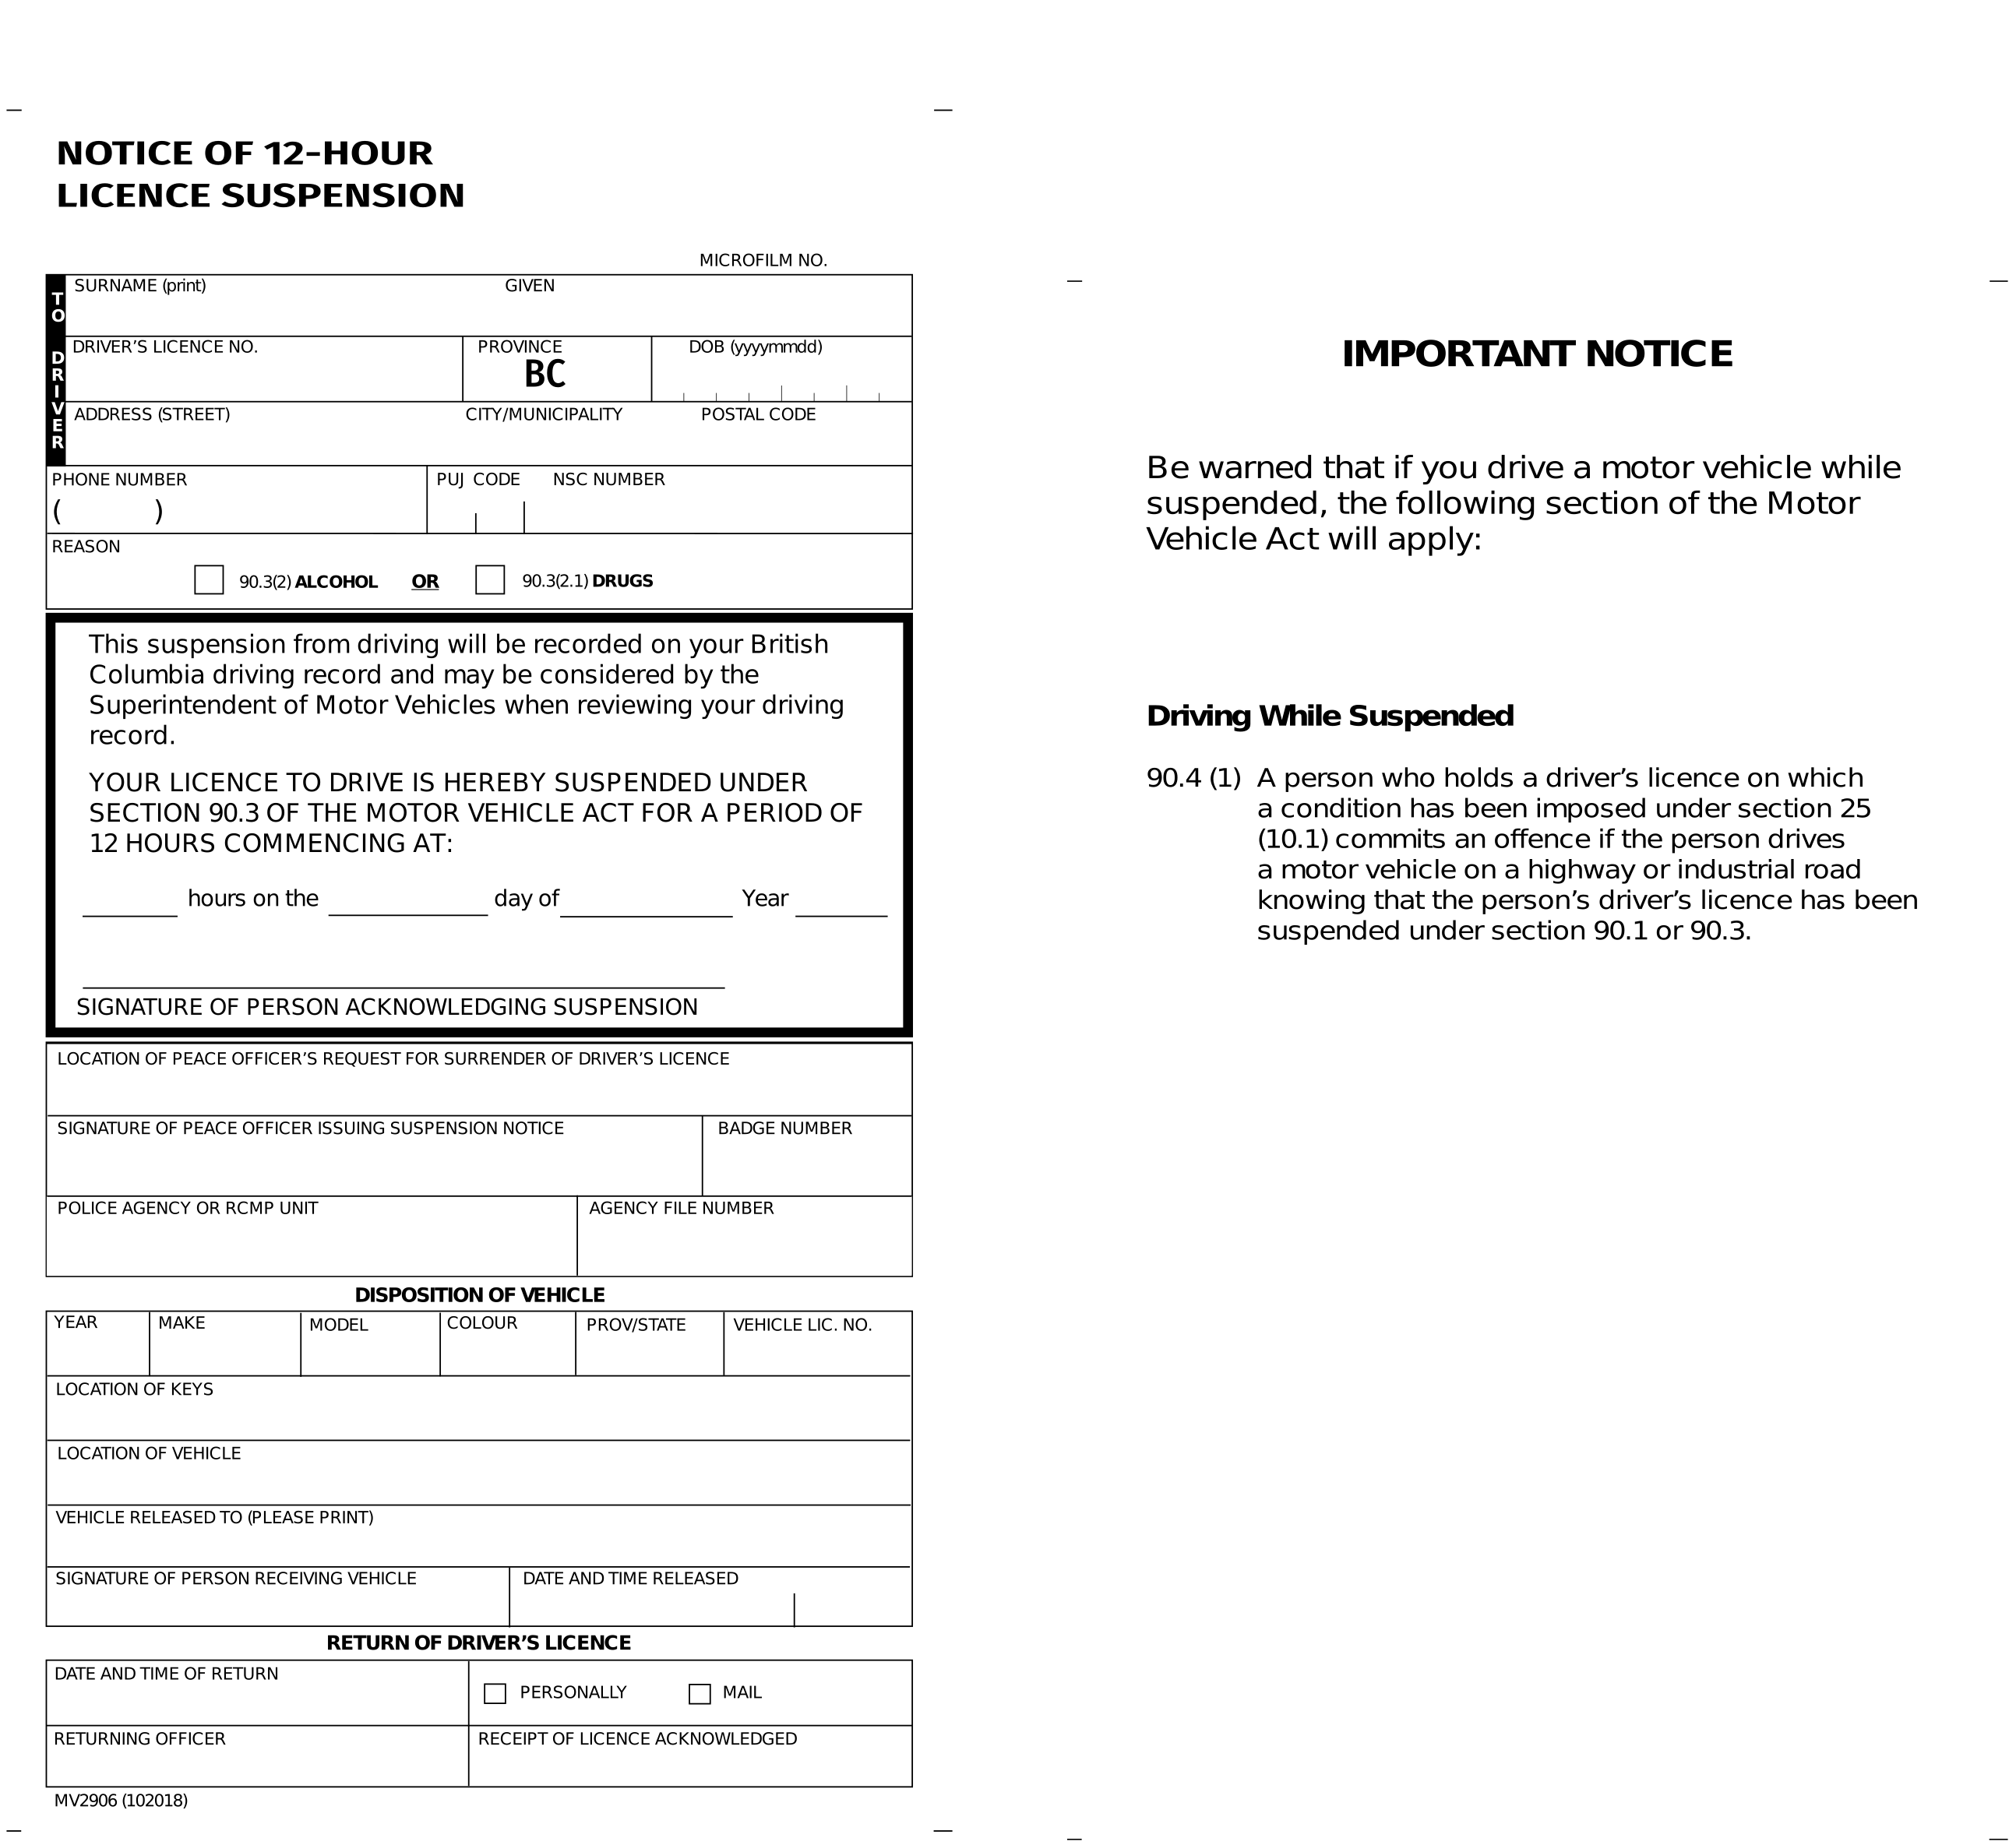 NOTICE OF 12-HOUR
LICENCE SUSPENSION
MICROFILM NO.
TO DRIVER
SURNAME (print) GIVEN
DRIVER’S LICENCE NO. PROVINCE DOB (yyyymmdd)
BC
ADDRESS (STREET) CITY/MUNICIPALITY POSTAL CODE
PHONE NUMBER PUJ CODE NSC NUMBER
( )
REASON
90.3(2) ALCOHOL OR 90.3(2.1) DRUGS
This suspension from driving will be recorded on your British
Columbia driving record and may be considered by the
Superintendent of Motor Vehicles when reviewing your driving
record.
YOUR LICENCE TO DRIVE IS HEREBY SUSPENDED UNDER
SECTION 90.3 OF THE MOTOR VEHICLE ACT FOR A PERIOD OF
12 HOURS COMMENCING AT:
hours on the day of Year
SIGNATURE OF PERSON ACKNOWLEDGING SUSPENSION
LOCATION OF PEACE OFFICER’S REQUEST FOR SURRENDER OF DRIVER’S LICENCE
SIGNATURE OF PEACE OFFICER ISSUING SUSPENSION NOTICE BADGE NUMBER
POLICE AGENCY OR RCMP UNIT AGENCY FILE NUMBER
DISPOSITION OF VEHICLE
YEAR MAKE MODEL COLOUR PROV/STATE VEHICLE LIC. NO.
LOCATION OF KEYS
LOCATION OF VEHICLE
VEHICLE RELEASED TO (PLEASE PRINT)
SIGNATURE OF PERSON RECEIVING VEHICLE DATE AND TIME RELEASED
RETURN OF DRIVER’S LICENCE
DATE AND TIME OF RETURN
PERSONALLY MAIL
RETURNING OFFICER RECEIPT OF LICENCE ACKNOWLEDGED
MV2906 (102018)
IMPORTANT NOTICE
Be warned that if you drive a motor vehicle while
suspended, the following section of the Motor
Vehicle Act will apply:
Driving While Suspended
90.4 (1) A person who holds a driver’s licence on which
a condition has been imposed under section 25
(10.1) commits an offence if the person drives
a motor vehicle on a highway or industrial road
knowing that the person’s driver’s licence has been
suspended under section 90.1 or 90.3.